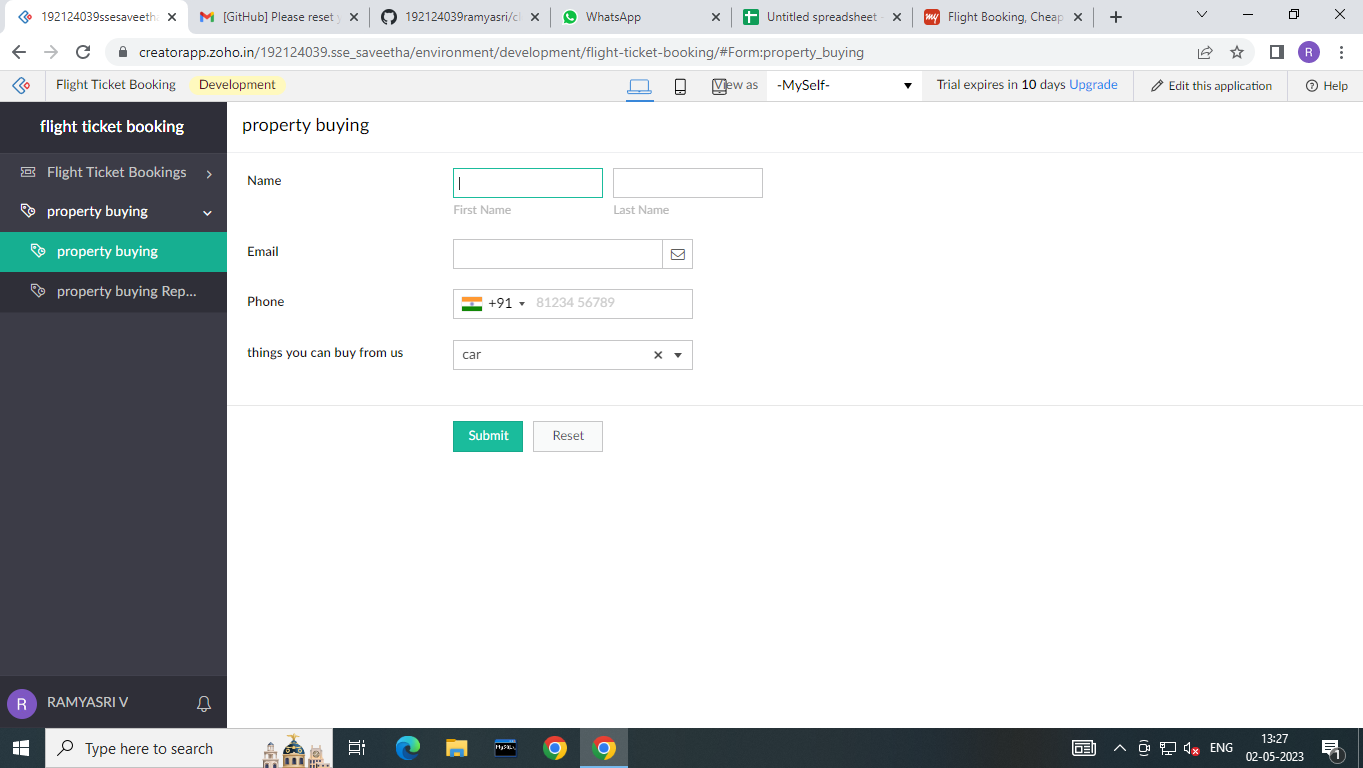 192124039ssesaveetha
[GitHub] Please reset y
192124039ramyasri/c
WhatsApp
Untitled spreadsheet -
Flight Booking, Cheap
creatorapp.zoho.in/192124039.sse_saveetha/environment/development/flight-ticket-booking/#Form:property_buying
R
Flight Ticket Booking
Development
View as
-MySelf-
Trial expires in 10 days Upgrade
Edit this application
Help
flight ticket booking
property buying
Flight Ticket Bookings
property buying
property buying
property buying Rep...
Name
First Name
Last Name
Email
Phone
+91
81234 56789
things you can buy from us
car
Submit
Reset
R
RAMYASRI V
Type here to search
MySQL
ENG
13:27
02-05-2023
1